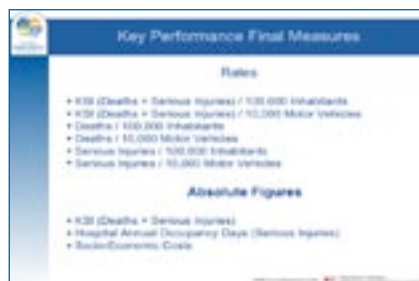 Key Performance Final Measures
Rates
• KSI (Deaths + Serious Injuries) / 100,000 Inhabitants
• KSI (Deaths + Serious Injuries) / 10,000 Motor Vehicles
• Deaths / 100,000 Inhabitants
• Deaths / 10,000 Motor Vehicles
• Serious Injuries / 100,000 Inhabitants
• Serious Injuries / 10,000 Motor Vehicles
Absolute Figures
• KSI (Deaths + Serious Injuries)
• Hospital Annual Occupancy Days (Serious Injuries)
• Socio-Economic Costs